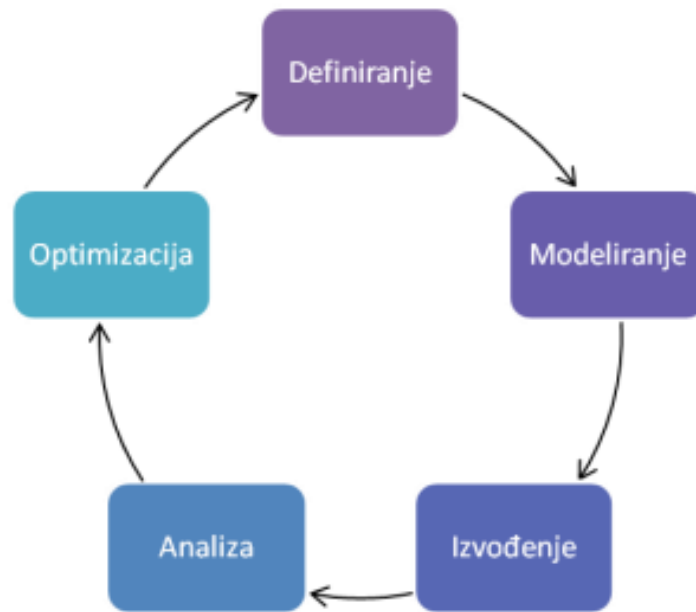 Definiranje
Modeliranje
Izvođenje
Analiza
Optimizacija